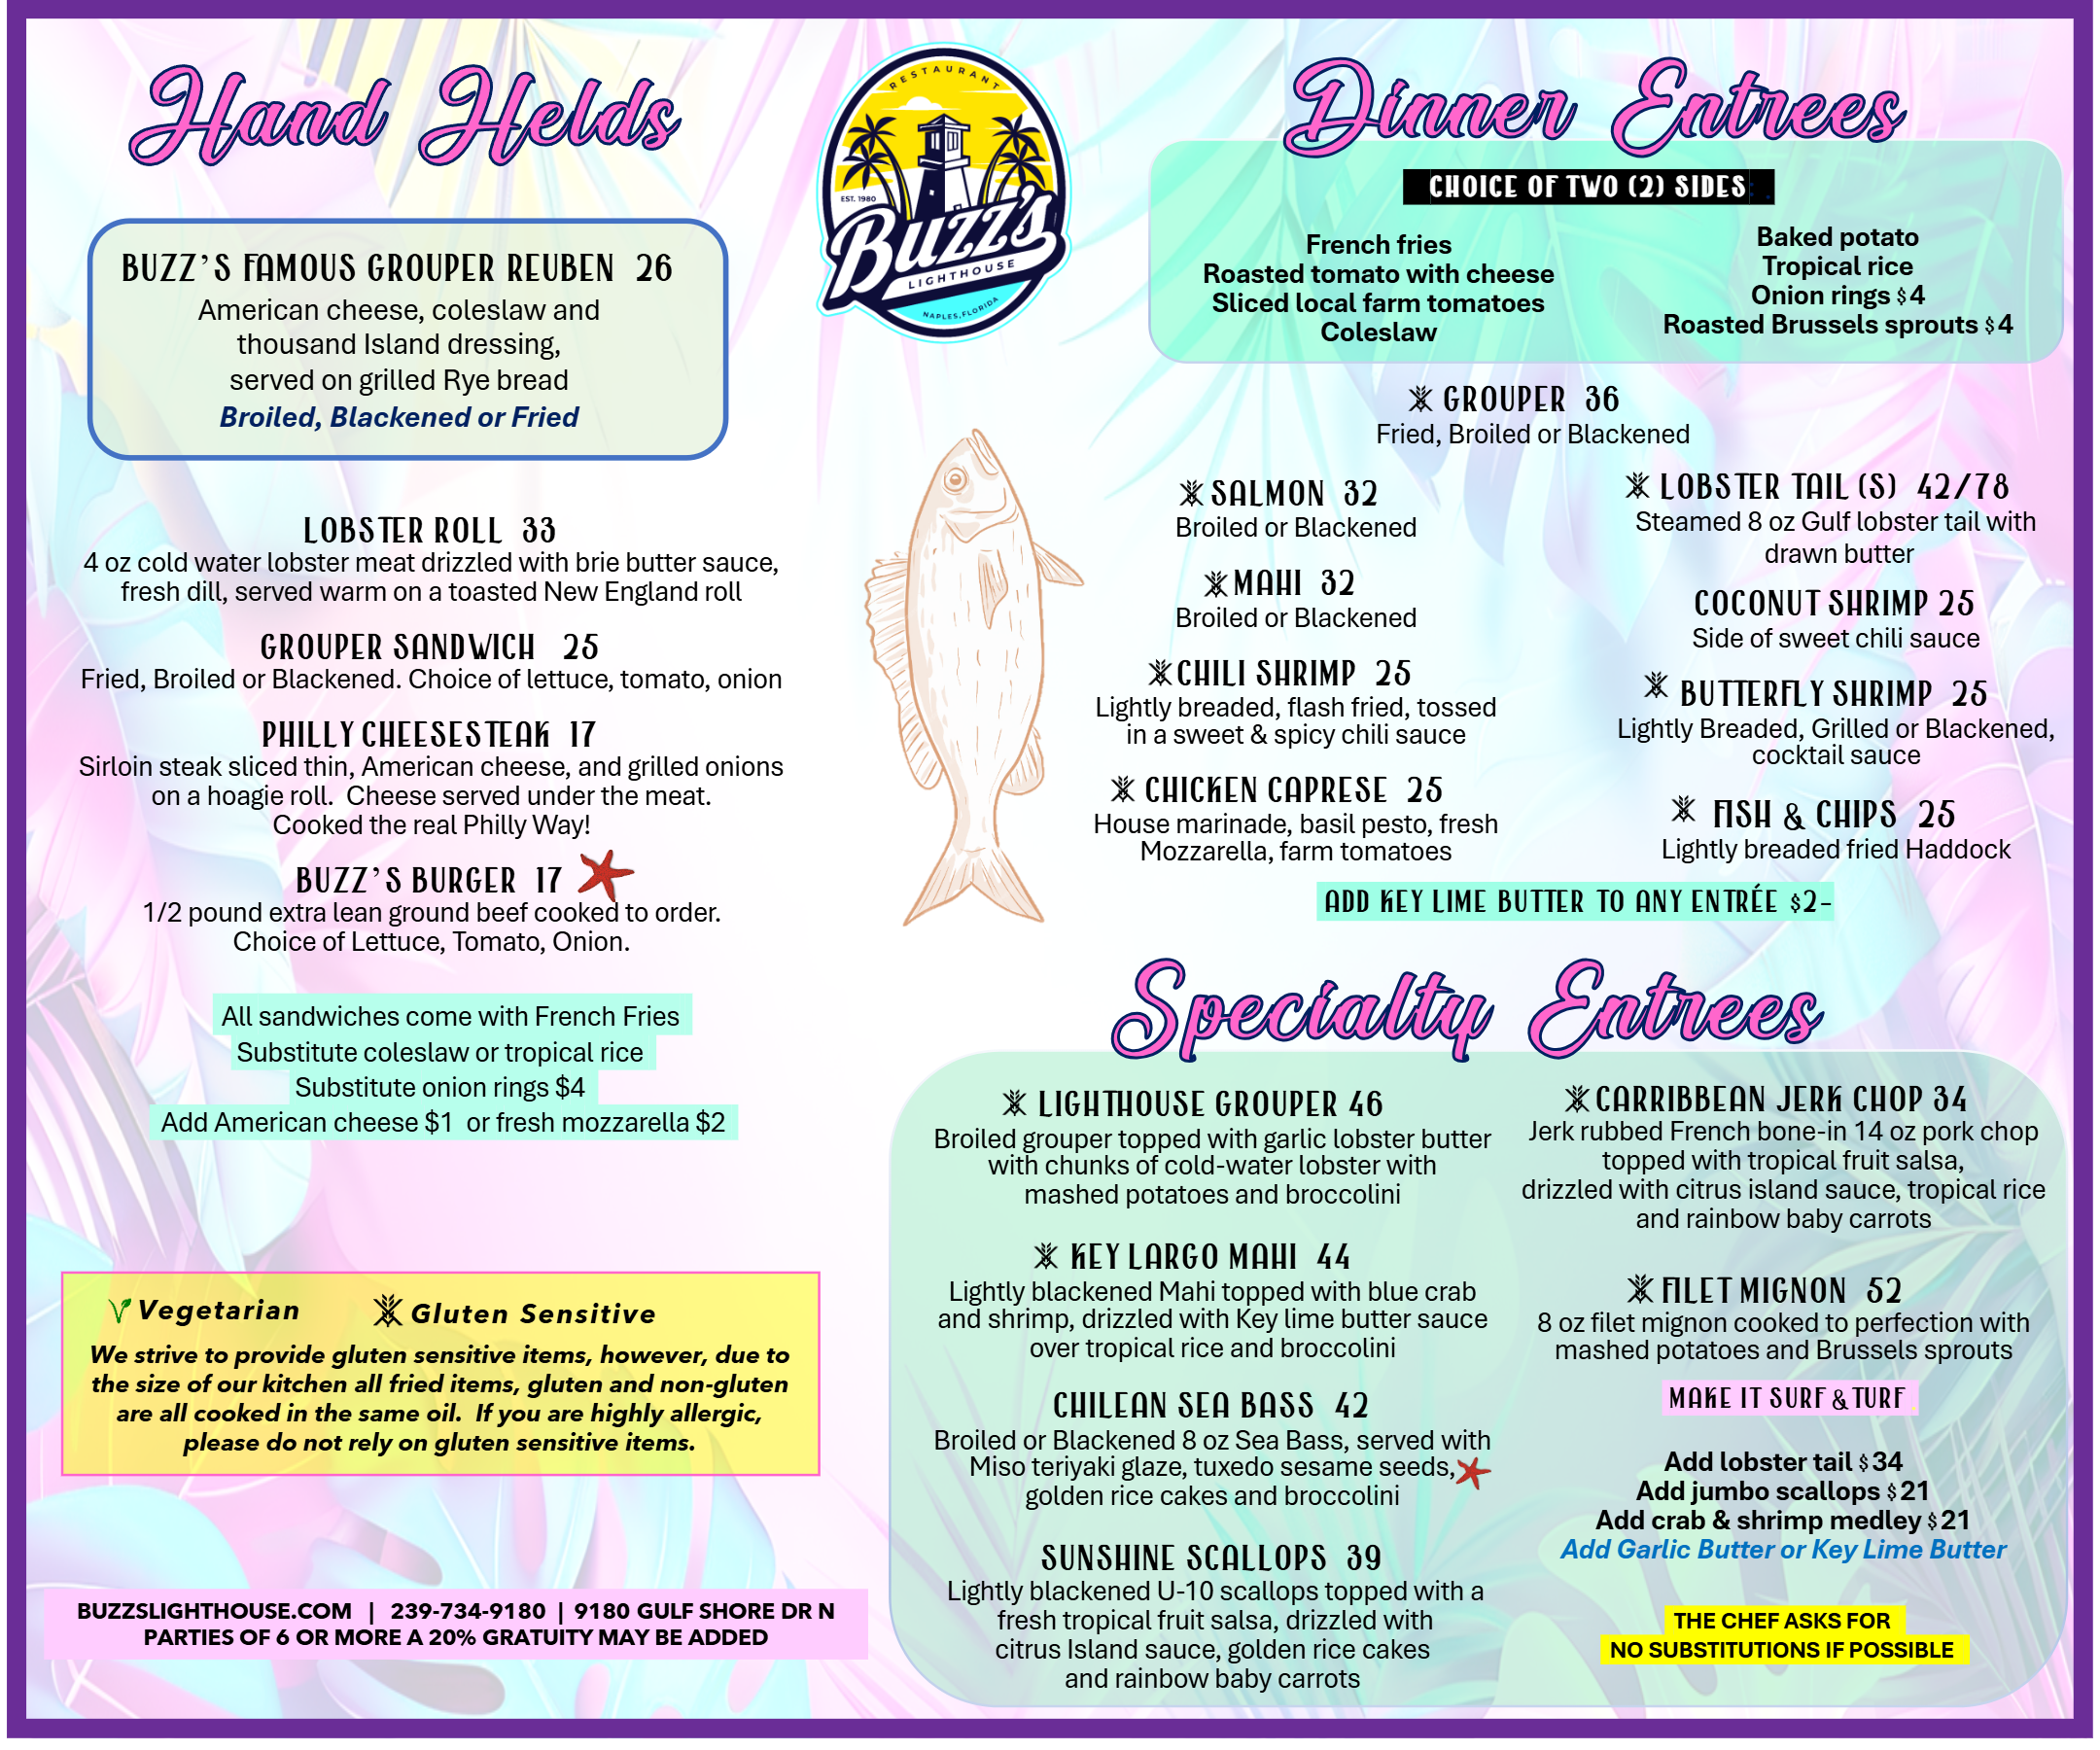 Hand Helds
BUZZ'S FAMOUS GROUPER REUBEN 26
American cheese, coleslaw and
thousand Island dressing,
served on grilled Rye bread
Broiled, Blackened or Fried
LOBSTER ROLL 33
4 oz cold water lobster meat drizzled with brie butter sauce,
fresh dill, served warm on a toasted New England roll
GROUPER SANDWICH 25
Fried, Broiled or Blackened. Choice of lettuce, tomato, onion
PHILLY CHEESESTEAK 17
Sirloin steak sliced thin, American cheese, and grilled onions
on a hoagie roll. Cheese served under the meat.
Cooked the real Philly Way!
BUZZ'S BURGER 17
1/2 pound extra lean ground beef cooked to order.
Choice of Lettuce, Tomato, Onion.
All sandwiches come with French Fries
Substitute coleslaw or tropical rice
Substitute onion rings $4
Add American cheese $1 or fresh mozzarella $2
Vegetarian Gluten Sensitive
We strive to provide gluten sensitive items, however, due to
the size of our kitchen all fried items, gluten and non-gluten
are all cooked in the same oil. If you are highly allergic,
please do not rely on gluten sensitive items.
BUZZSLIGHTHOUSE.COM | 239-734-9180 | 9180 GULF SHORE DR N
PARTIES OF 6 OR MORE A 20% GRATUITY MAY BE ADDED
RESTAURANT
EST. 1980
Buzz's
LIGHTHOUSE
NAPLES, FLORIDA
Dinner Entrees
CHOICE OF TWO (2) SIDES:
French fries
Roasted tomato with cheese
Sliced local farm tomatoes
Coleslaw
Baked potato
Tropical rice
Onion rings $4
Roasted Brussels sprouts $4
GROUPER 36
Fried, Broiled or Blackened
SALMON 32
Broiled or Blackened
MAHI 32
Broiled or Blackened
CHILI SHRIMP 25
Lightly breaded, flash fried, tossed
in a sweet & spicy chili sauce
CHICKEN CAPRESE 25
House marinade, basil pesto, fresh
Mozzarella, farm tomatoes
LOBSTER TAIL (S) 42/78
Steamed 8 oz Gulf lobster tail with
drawn butter
COCONUT SHRIMP 25
Side of sweet chili sauce
BUTTERFLY SHRIMP 25
Lightly Breaded, Grilled or Blackened,
cocktail sauce
FISH & CHIPS 25
Lightly breaded fried Haddock
ADD KEY LIME BUTTER TO ANY ENTRÉE $2-
Specialty Entrees
LIGHTHOUSE GROUPER 46
Broiled grouper topped with garlic lobster butter
with chunks of cold-water lobster with
mashed potatoes and broccolini
KEY LARGO MAHI 44
Lightly blackened Mahi topped with blue crab
and shrimp, drizzled with Key lime butter sauce
over tropical rice and broccolini
CHILEAN SEA BASS 42
Broiled or Blackened 8 oz Sea Bass, served with
Miso teriyaki glaze, tuxedo sesame seeds,
golden rice cakes and broccolini
SUNSHINE SCALLOPS 39
Lightly blackened U-10 scallops topped with a
fresh tropical fruit salsa, drizzled with
citrus Island sauce, golden rice cakes
and rainbow baby carrots
CARRIBBEAN JERK CHOP 34
Jerk rubbed French bone-in 14 oz pork chop
topped with tropical fruit salsa,
drizzled with citrus island sauce, tropical rice
and rainbow baby carrots
FILET MIGNON 52
8 oz filet mignon cooked to perfection with
mashed potatoes and Brussels sprouts
MAKE IT SURF & TURF
Add lobster tail $34
Add jumbo scallops $21
Add crab & shrimp medley $21
Add Garlic Butter or Key Lime Butter
THE CHEF ASKS FOR
NO SUBSTITUTIONS IF POSSIBLE